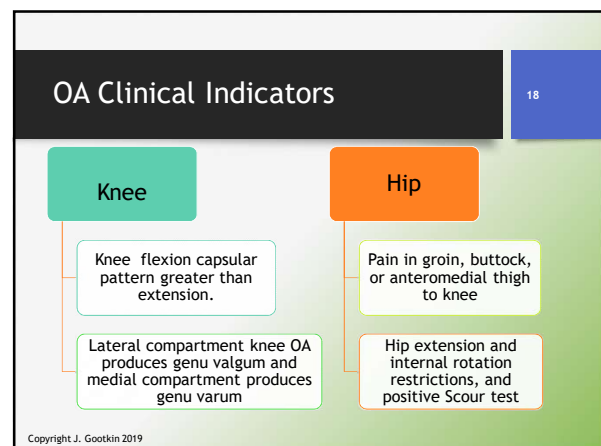 OA Clinical Indicators
18
Knee
Knee flexion capsular
pattern greater than
extension.
Lateral compartment knee OA
produces genu valgum and
medial compartment produces
genu varum
Hip
Pain in groin, buttock,
or anteromedial thigh
to knee
Hip extension and
internal rotation
restrictions, and
positive Scour test
Copyright J. Gootkin 2019